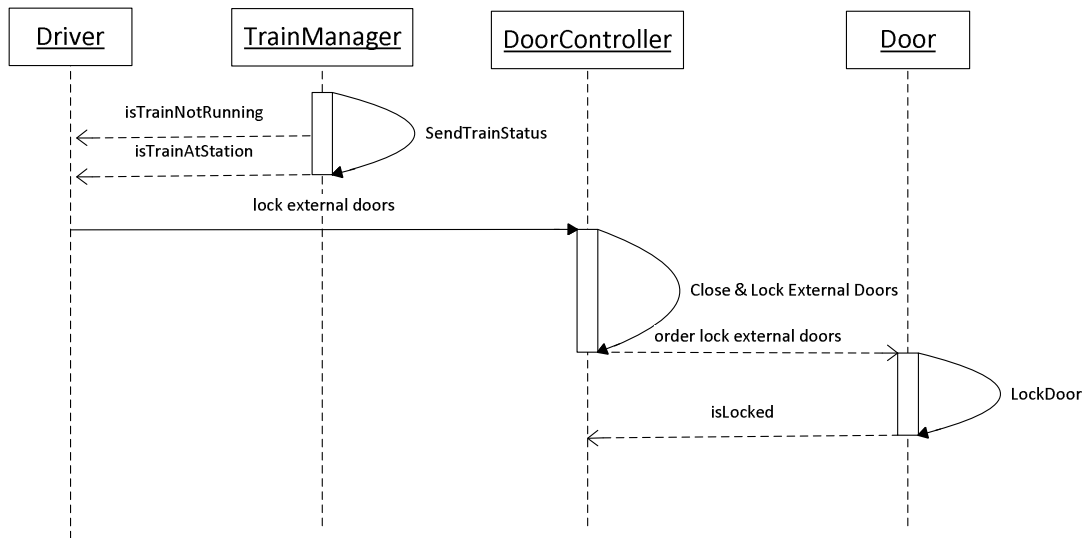 Driver
TrainManager
DoorController
Door
isTrainNotRunning
SendTrainStatus
isTrainAtStation
lock external doors
Close & Lock External Doors
order lock external doors
LockDoor
isLocked